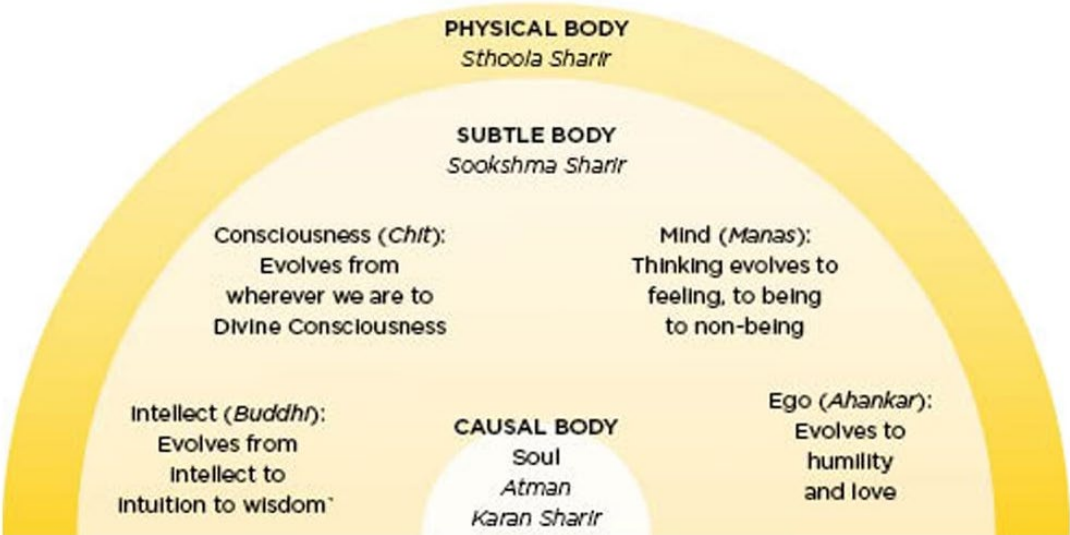 PHYSICAL BODY
Sthoola Sharir
SUBTLE BODY
Sookshma Sharir
Consciousness (Chit):
Evolves from
wherever we are to
Divine Consciousness
Mind (Manas):
Thinking evolves to
feeling, to being
to non-being
Intellect (Buddhi):
Evolves from
intellect to
intuition to wisdom`
CAUSAL BODY
Soul
Atman
Karan Sharir
Ego (Ahankar):
Evolves to
humility
and love